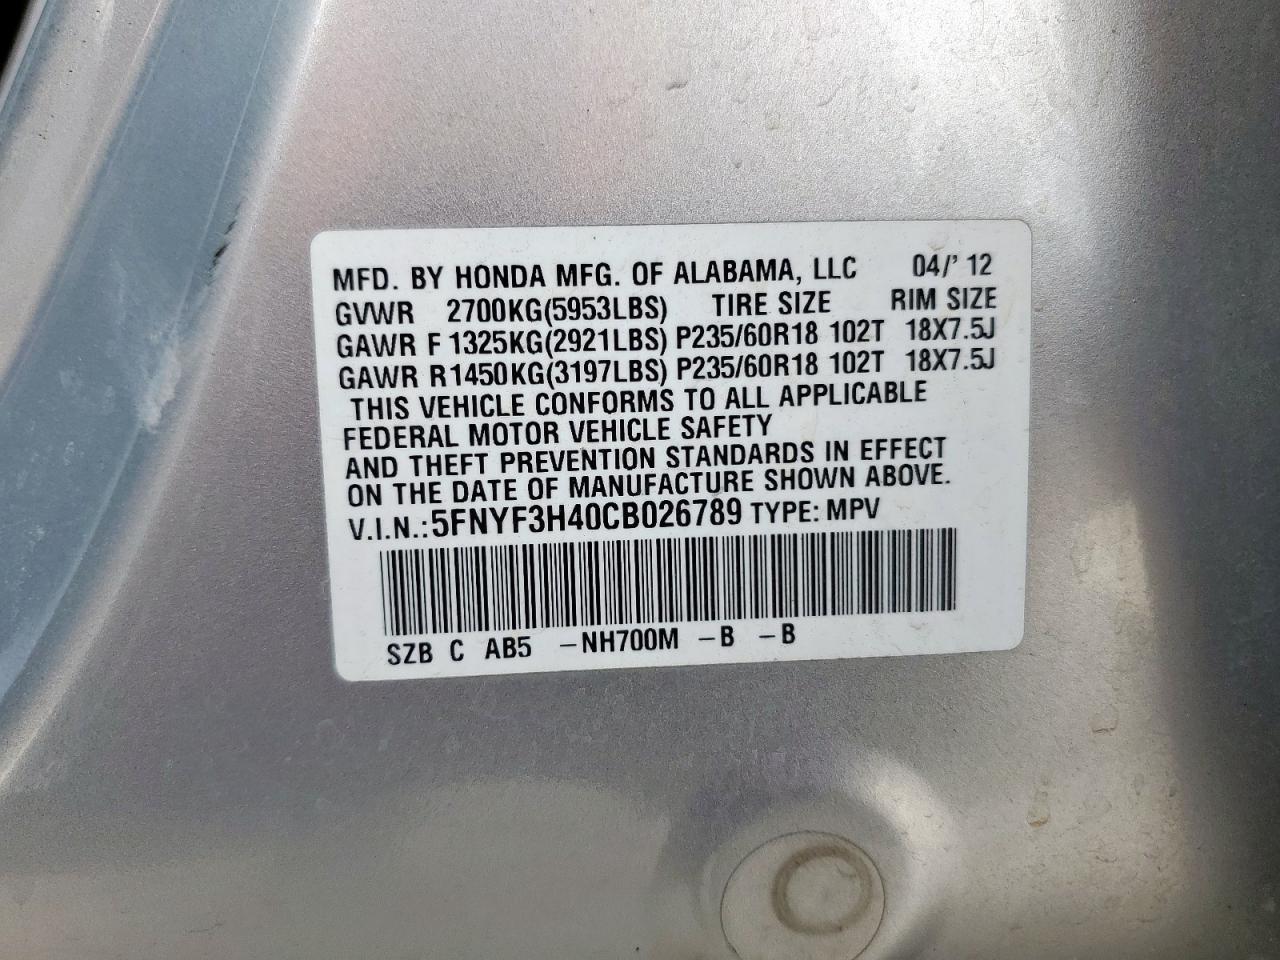 MFD. BY HONDA MFG. OF ALABAMA, LLC 04/' 12
GVWR 2700KG(5953LBS) TIRE SIZE RIM SIZE
GAWR F 1325KG(2921LBS) P235/60R18 102T 18X7.5J
GAWR R1450KG(3197LBS) P235/60R18 102T 18X7.5J
THIS VEHICLE CONFORMS TO ALL APPLICABLE
FEDERAL MOTOR VEHICLE SAFETY
AND THEFT PREVENTION STANDARDS IN EFFECT
ON THE DATE OF MANUFACTURE SHOWN ABOVE.
V.I.N.:5FNYF3H40CB026789 TYPE: MPV
SZB C AB5 –NH700M –B –B